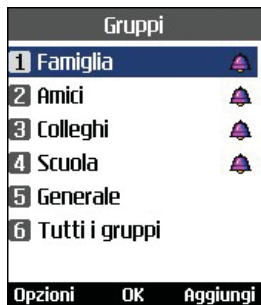 Gruppi
1 Famiglia
2 Amici
3 Colleghi
4 Scuola
5 Generale
6 Tutti i gruppi
Opzioni OK Aggiungi